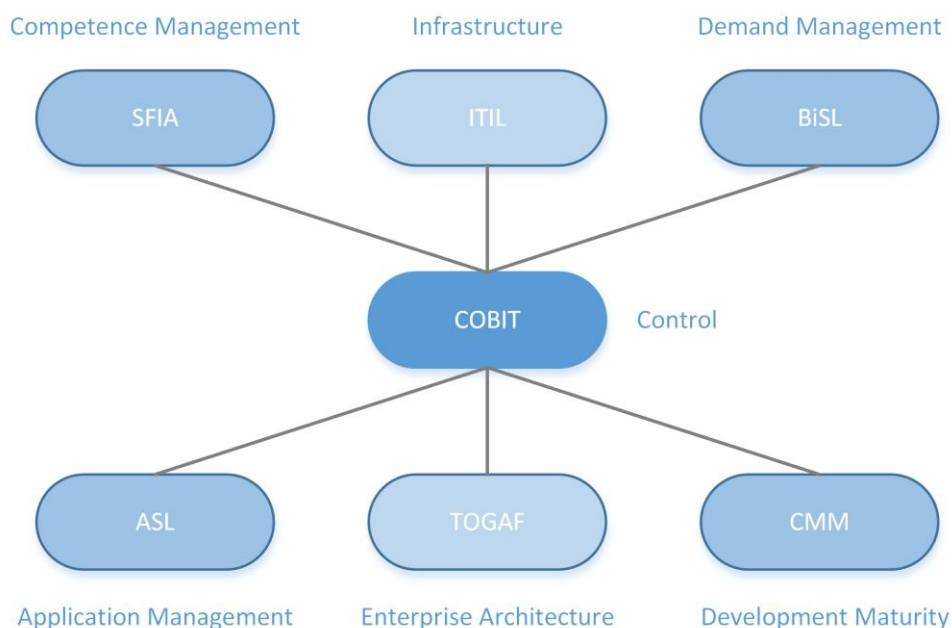 Competence Management
Infrastructure
Demand Management
SFIA
ITIL
BiSL
COBIT
Control
ASL
TOGAF
CMM
Application Management
Enterprise Architecture
Development Maturity